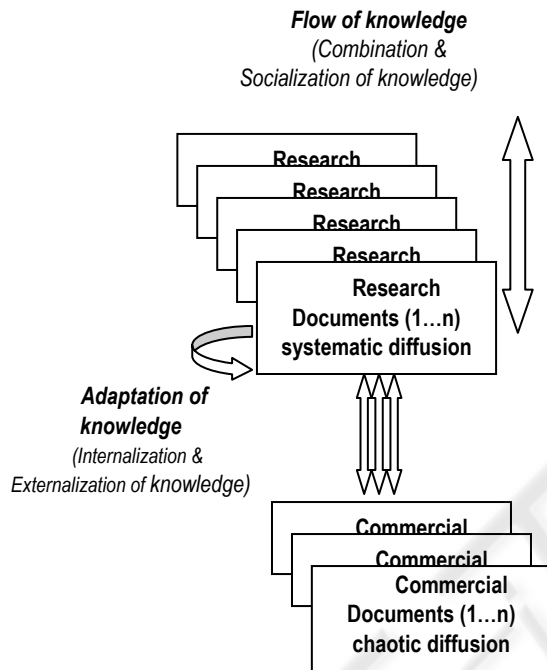 Flow of knowledge
(Combination &
Socialization of knowledge)
Research
Research
Research
Research
Research
Documents (1…n)
systematic diffusion
Adaptation of
knowledge
(Internalization &
Externalization of knowledge)
Commercial
Commercial
Commercial
Documents (1…n)
chaotic diffusion